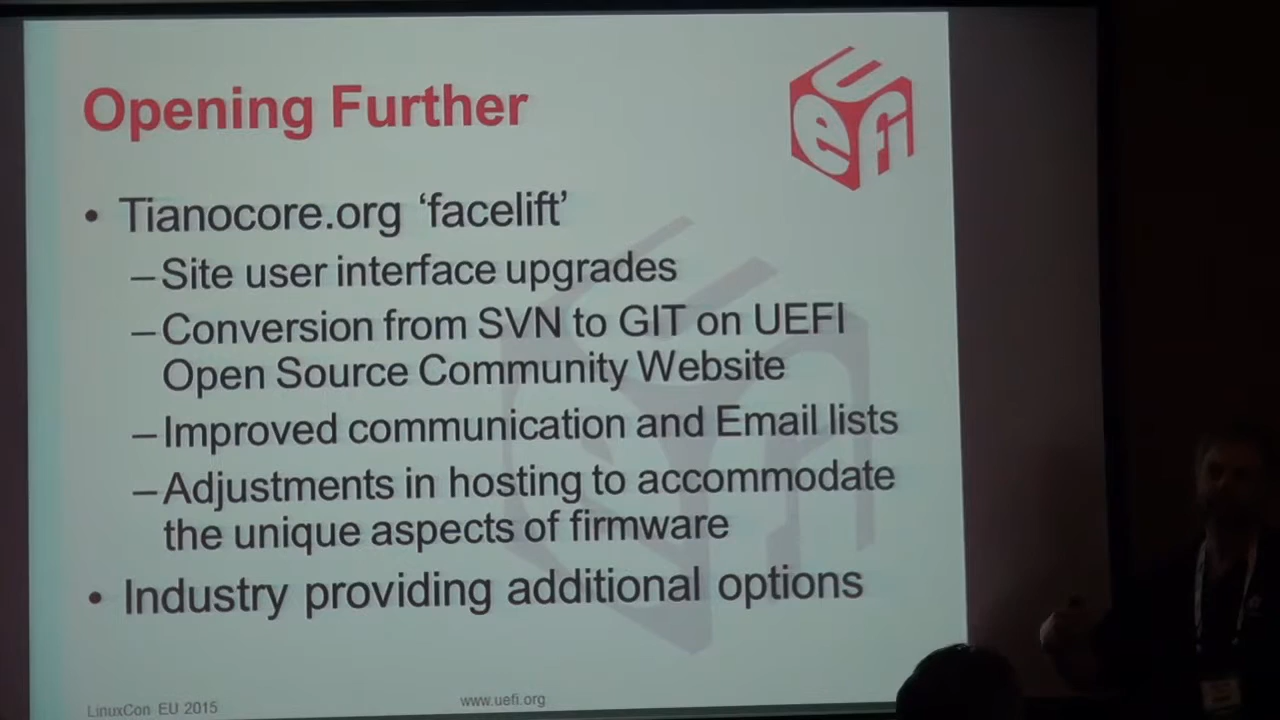 Opening Further
uefi
• Tianocore.org ‘facelift’
–Site user interface upgrades
–Conversion from SVN to GIT on UEFI
Open Source Community Website
–Improved communication and Email lists
–Adjustments in hosting to accommodate
the unique aspects of firmware
• Industry providing additional options
LinuxCon EU 2015
www.uefi.org